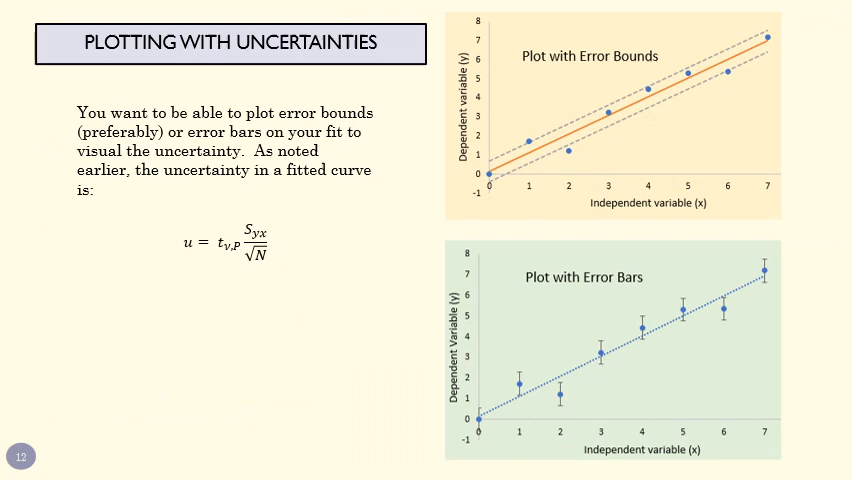 PLOTTING WITH UNCERTAINTIES
You want to be able to plot error bounds
(preferably) or error bars on your fit to
visual the uncertainty. As noted
earlier, the uncertainty in a fitted curve
is:
u = t_{ν,P} \frac{S_{yx}}{\sqrt{N}}
12
Plot with Error Bounds
Dependent variable (y)
8
7
6
5
4
3
2
1
0
-1
0 1 2 3 4 5 6 7
Independent variable (x)
Plot with Error Bars
Dependent Variable (y)
8
7
6
5
4
3
2
1
0
-1
0 1 2 3 4 5 6 7
Independent variable (x)